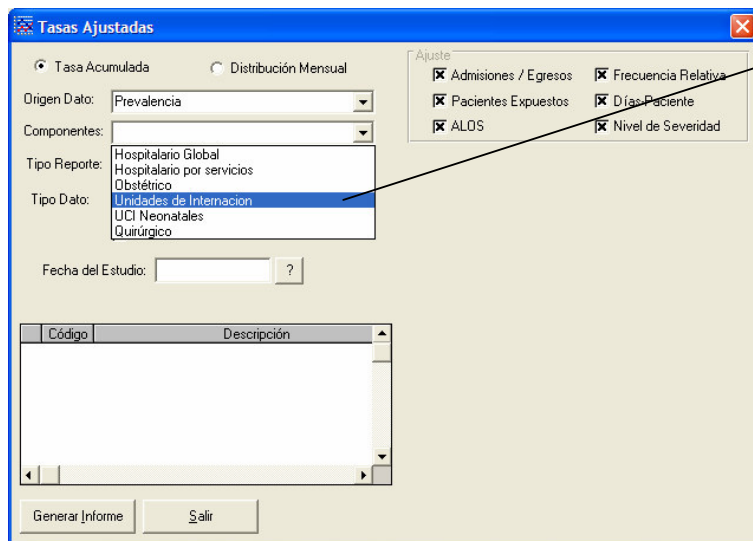 Tasas Ajustadas
Tasa Acumulada
Distribución Mensual
Origen Dato:
Prevalencia
Componentes:
Tipo Reporte:
Tipo Dato:
Hospitalario Global
Hospitalario por servicios
Obstétrico
Unidades de Internacion
UCI Neonatales
Quirúrgico
Fecha del Estudio:
?
Ajuste
Admisiones / Egresos
Frecuencia Relativa
Pacientes Expuestos
Días-Paciente
ALOS
Nivel de Severidad
Código
Descripción
Generar Informe
Salir